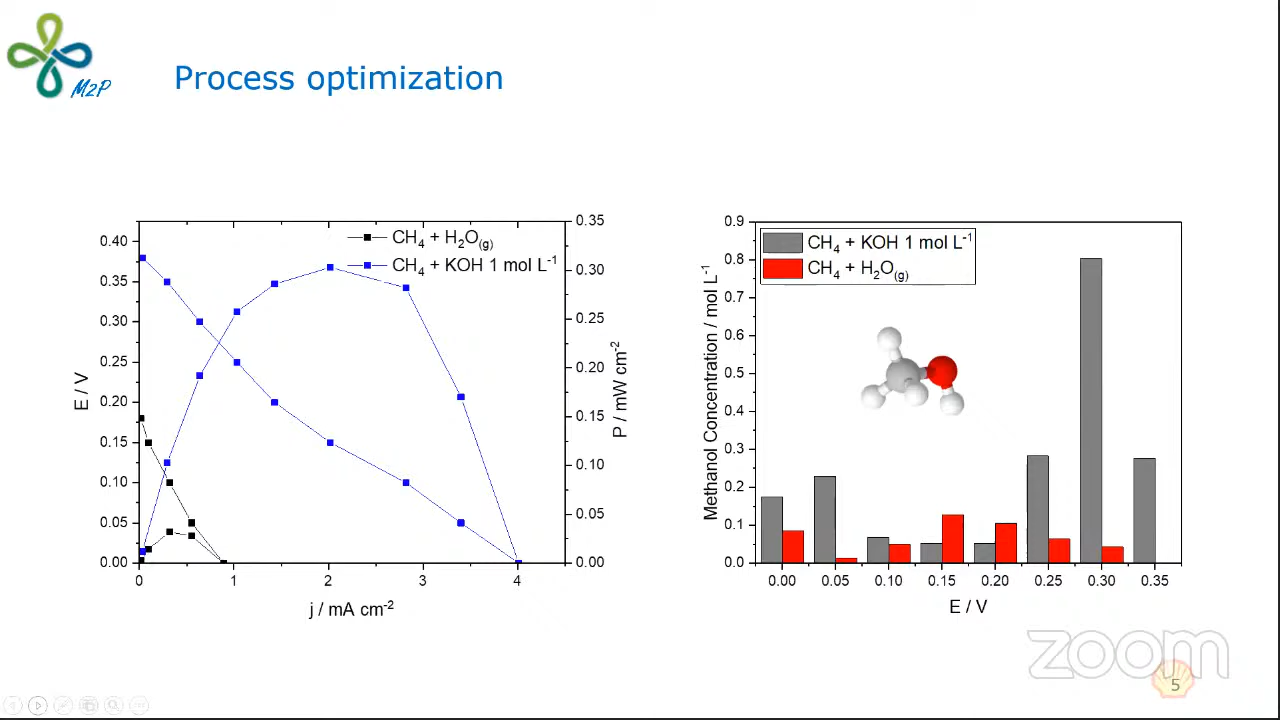 M2P
Process optimization
CH4 + H2O(g)
CH4 + KOH 1 mol L-1
0.40
0.35
0.30
0.25
0.20
0.15
0.10
0.05
0.00
E / V
0.35
0.30
0.25
0.20
0.15
0.10
0.05
0.00
P / mW cm-2
0 1 2 3 4
j / mA cm-2
CH4 + KOH 1 mol L-1
CH4 + H2O(g)
0.9
0.8
0.7
0.6
0.5
0.4
0.3
0.2
0.1
0.0
Methanol Concentration / mol L-1
0.00 0.05 0.10 0.15 0.20 0.25 0.30 0.35
E / V
zoom
5